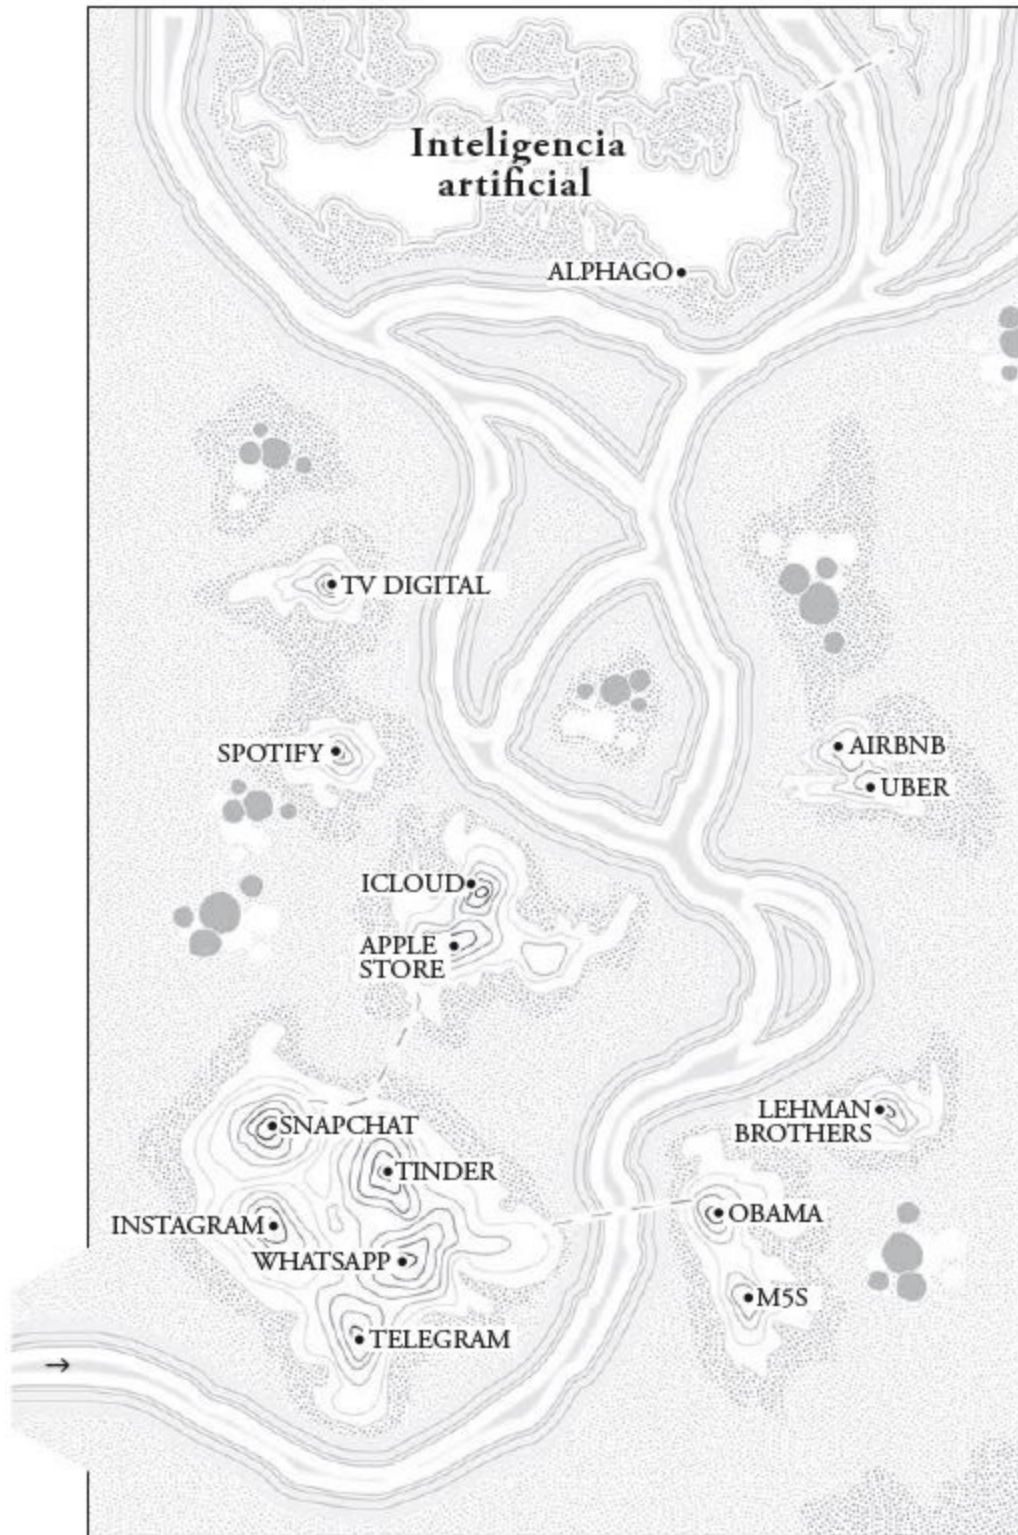 Inteligencia
artificial
ALPHAGO
TV DIGITAL
SPOTIFY
AIRBNB
UBER
ICLOUD
APPLE
STORE
SNAPCHAT
LEHMAN
BROTHERS
TINDER
INSTAGRAM
OBAMA
WHATSAPP
M5S
TELEGRAM
→